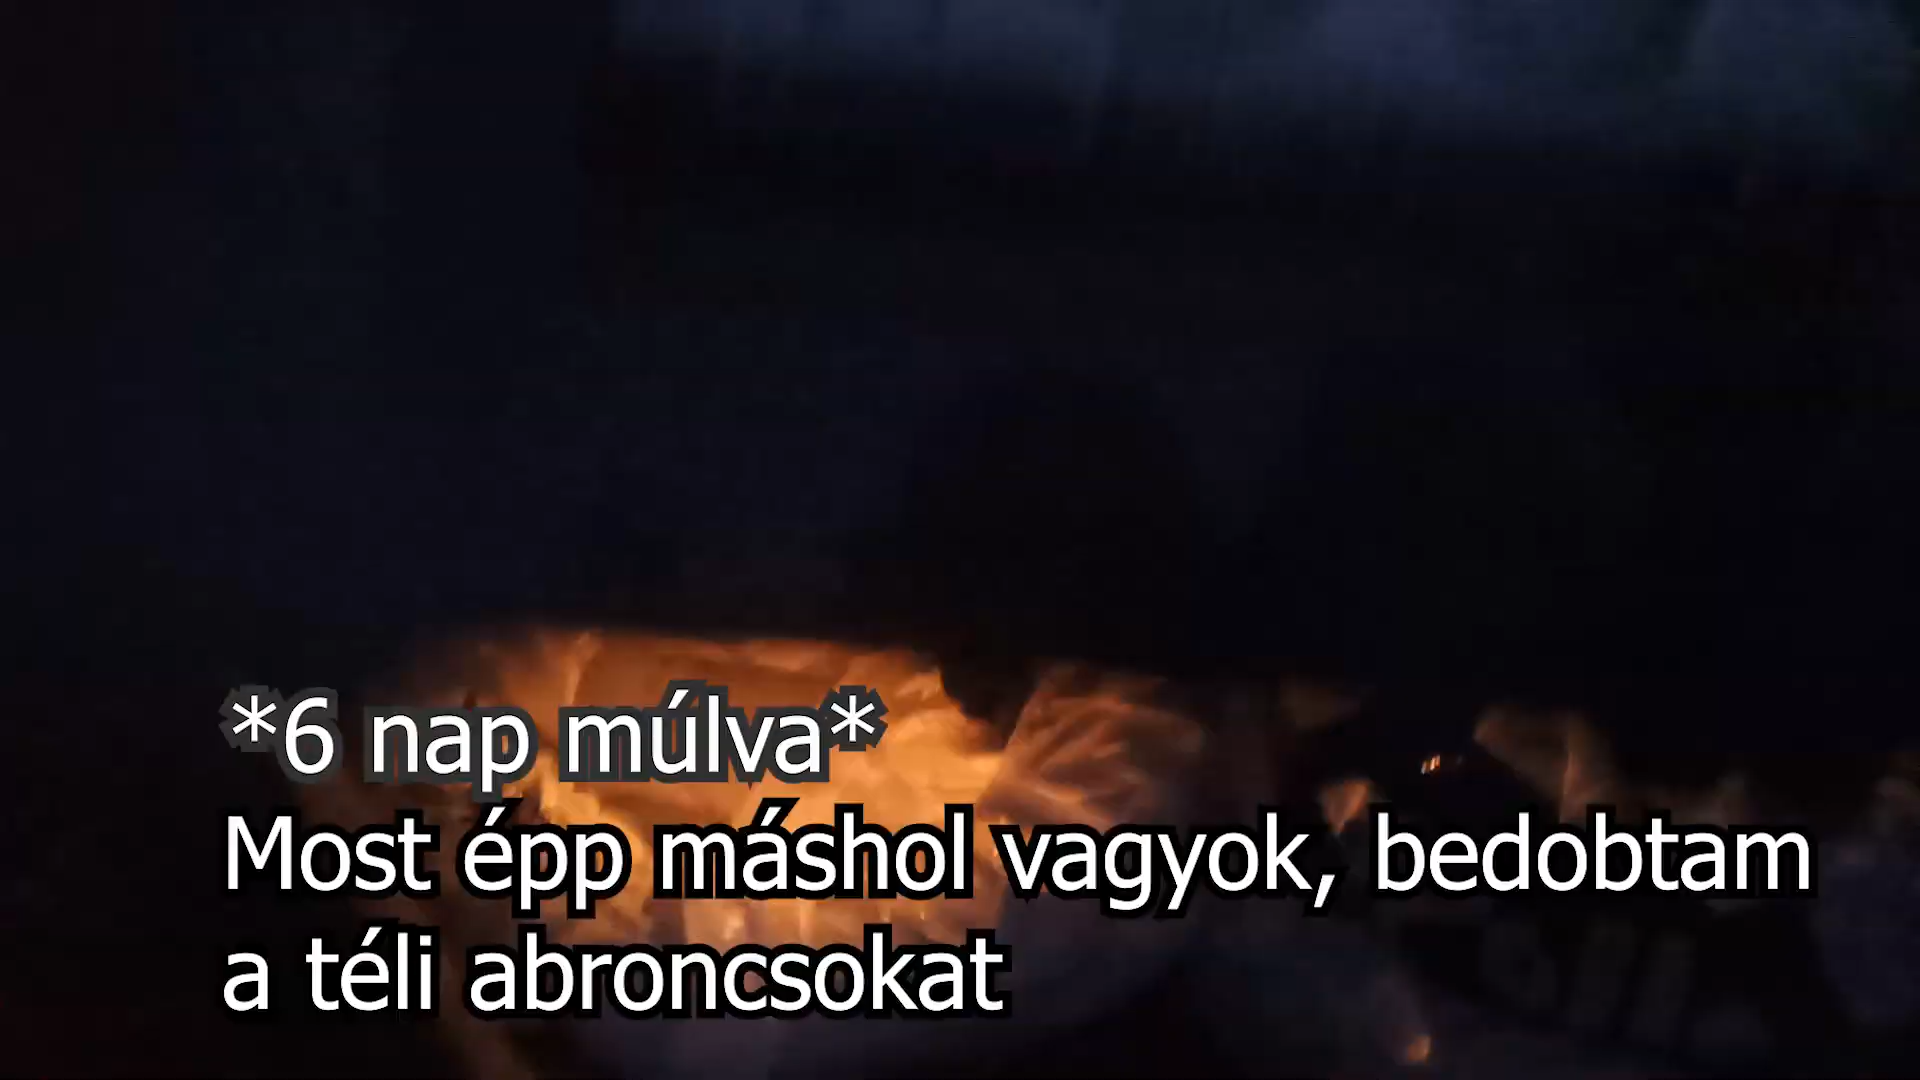 *6 nap múlva*
Most épp máshol vagyok, bedobtam
a téli abroncsokat